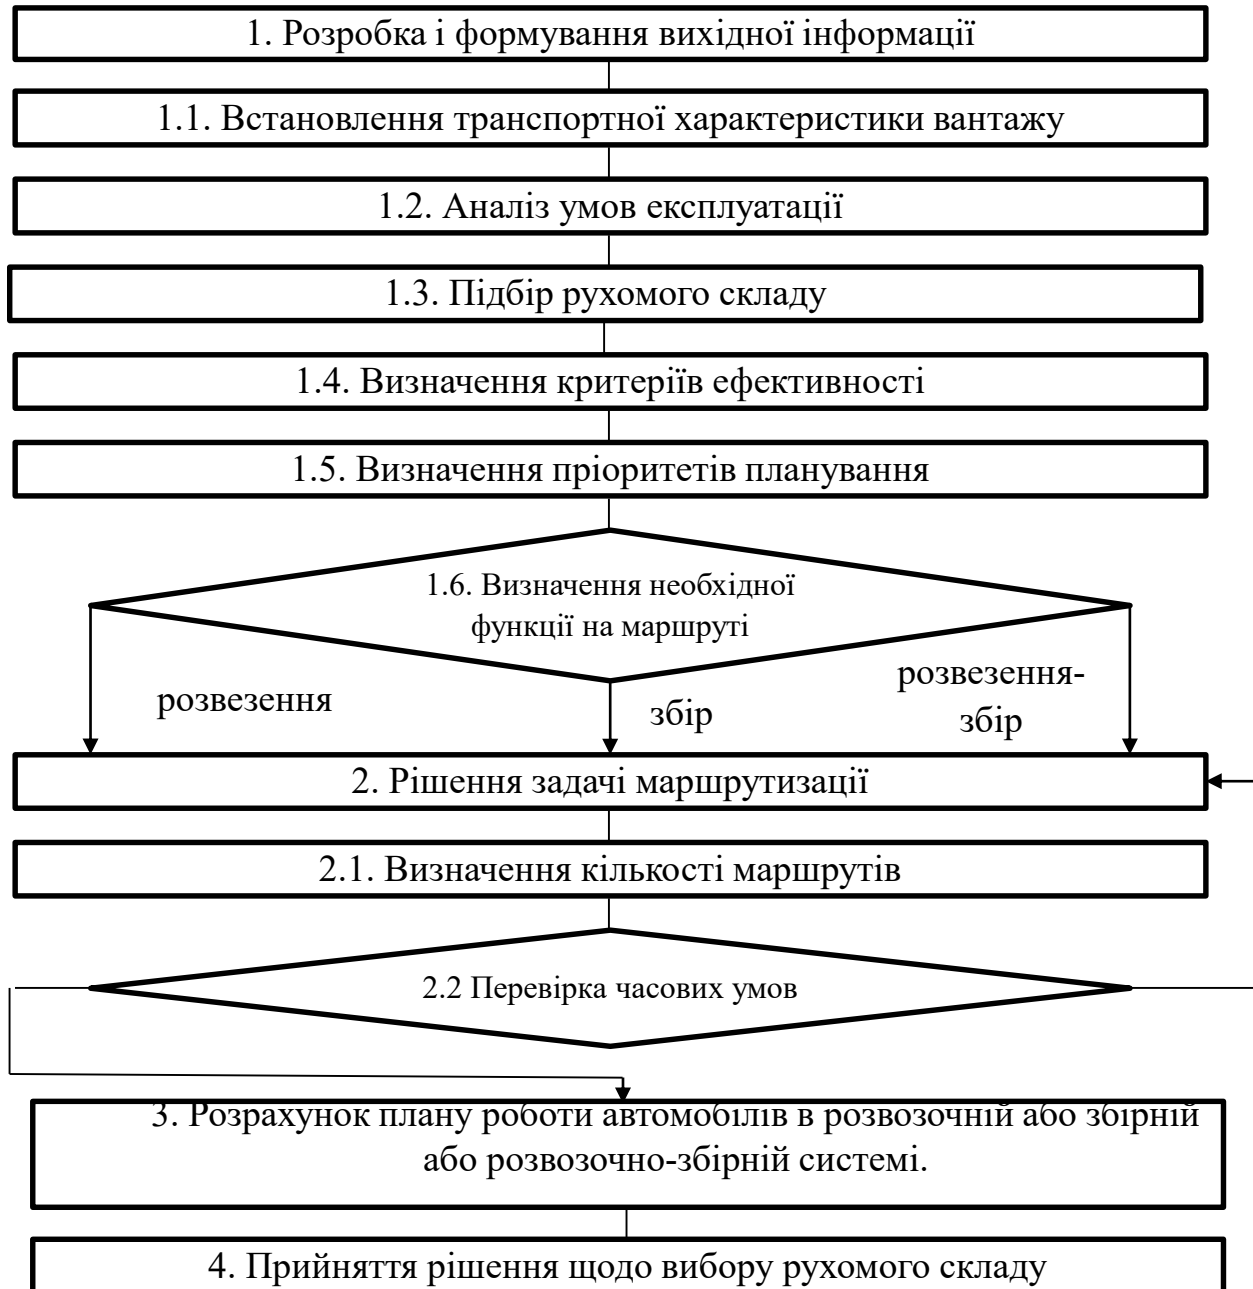 1. Розробка і формування вихідної інформації
1.1. Встановлення транспортної характеристики вантажу
1.2. Аналіз умов експлуатації
1.3. Підбір рухомого складу
1.4. Визначення критеріїв ефективності
1.5. Визначення пріоритетів планування
1.6. Визначення необхідної
функції на маршруті
розвезення
збір
розвезення-
збір
2. Рішення задачі маршрутизації
2.1. Визначення кількості маршрутів
2.2 Перевірка часових умов
3. Розрахунок плану роботи автомобілів в розвозочній або збірній
або розвозочно-збірній системі.
4. Прийняття рішення щодо вибору рухомого складу